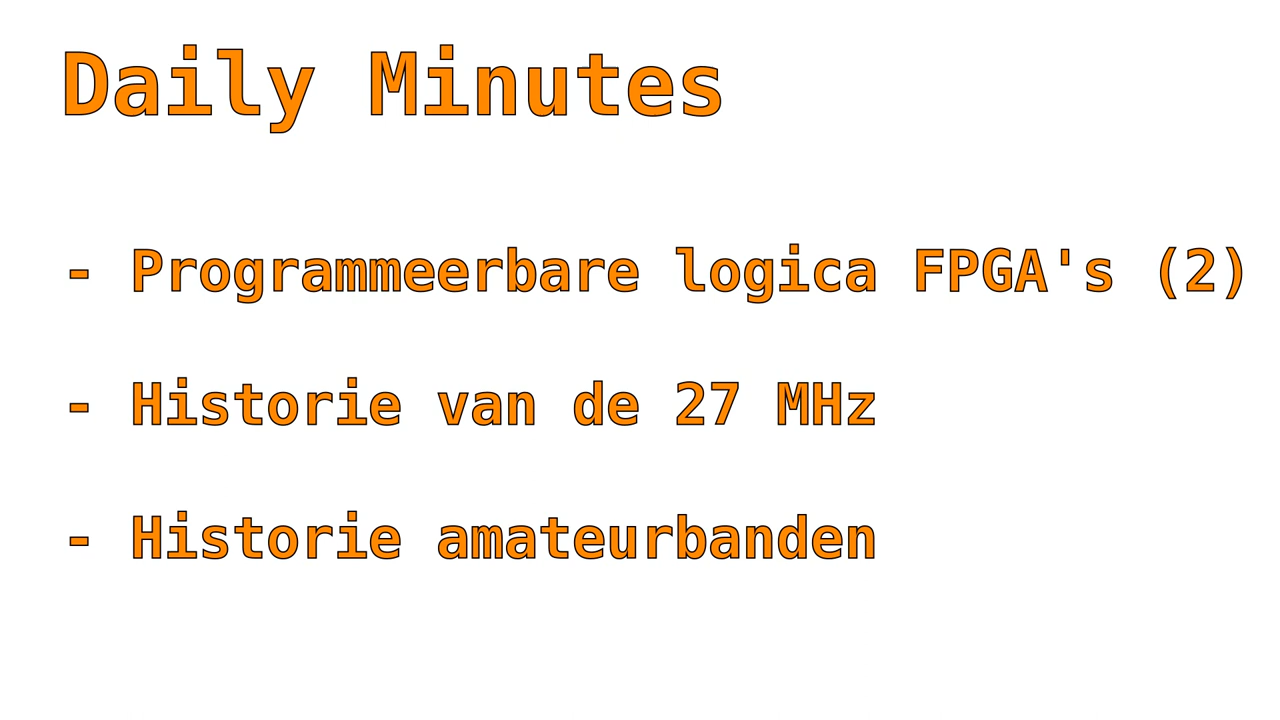 Daily Minutes
- Programmeerbare logica FPGA's (2)
- Historie van de 27 MHz
- Historie amateurbanden